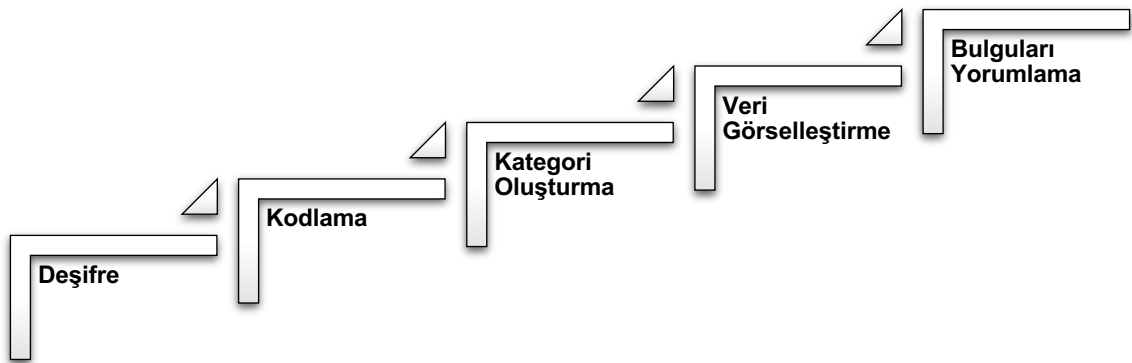 Deşifre
Kodlama
Kategori
Oluşturma
Veri
Görselleştirme
Bulguları
Yorumlama